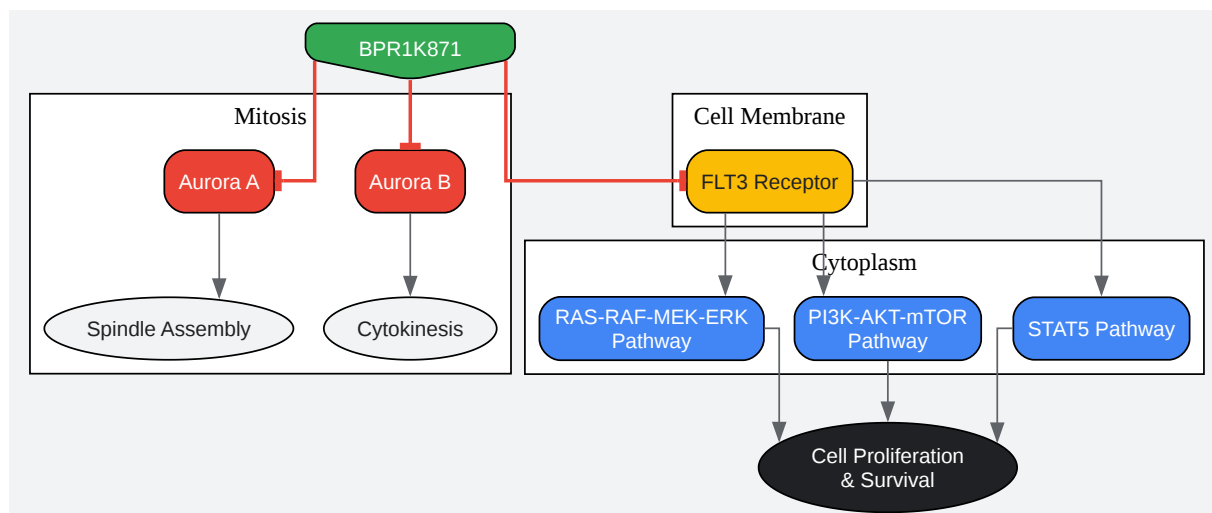 BPR1K871
Mitosis
Cell Membrane
Aurora A
Aurora B
FLT3 Receptor
Cytoplasm
Spindle Assembly
Cytokinesis
RAS-RAF-MEK-ERK
Pathway
PI3K-AKT-mTOR
Pathway
STAT5 Pathway
Cell Proliferation
& Survival